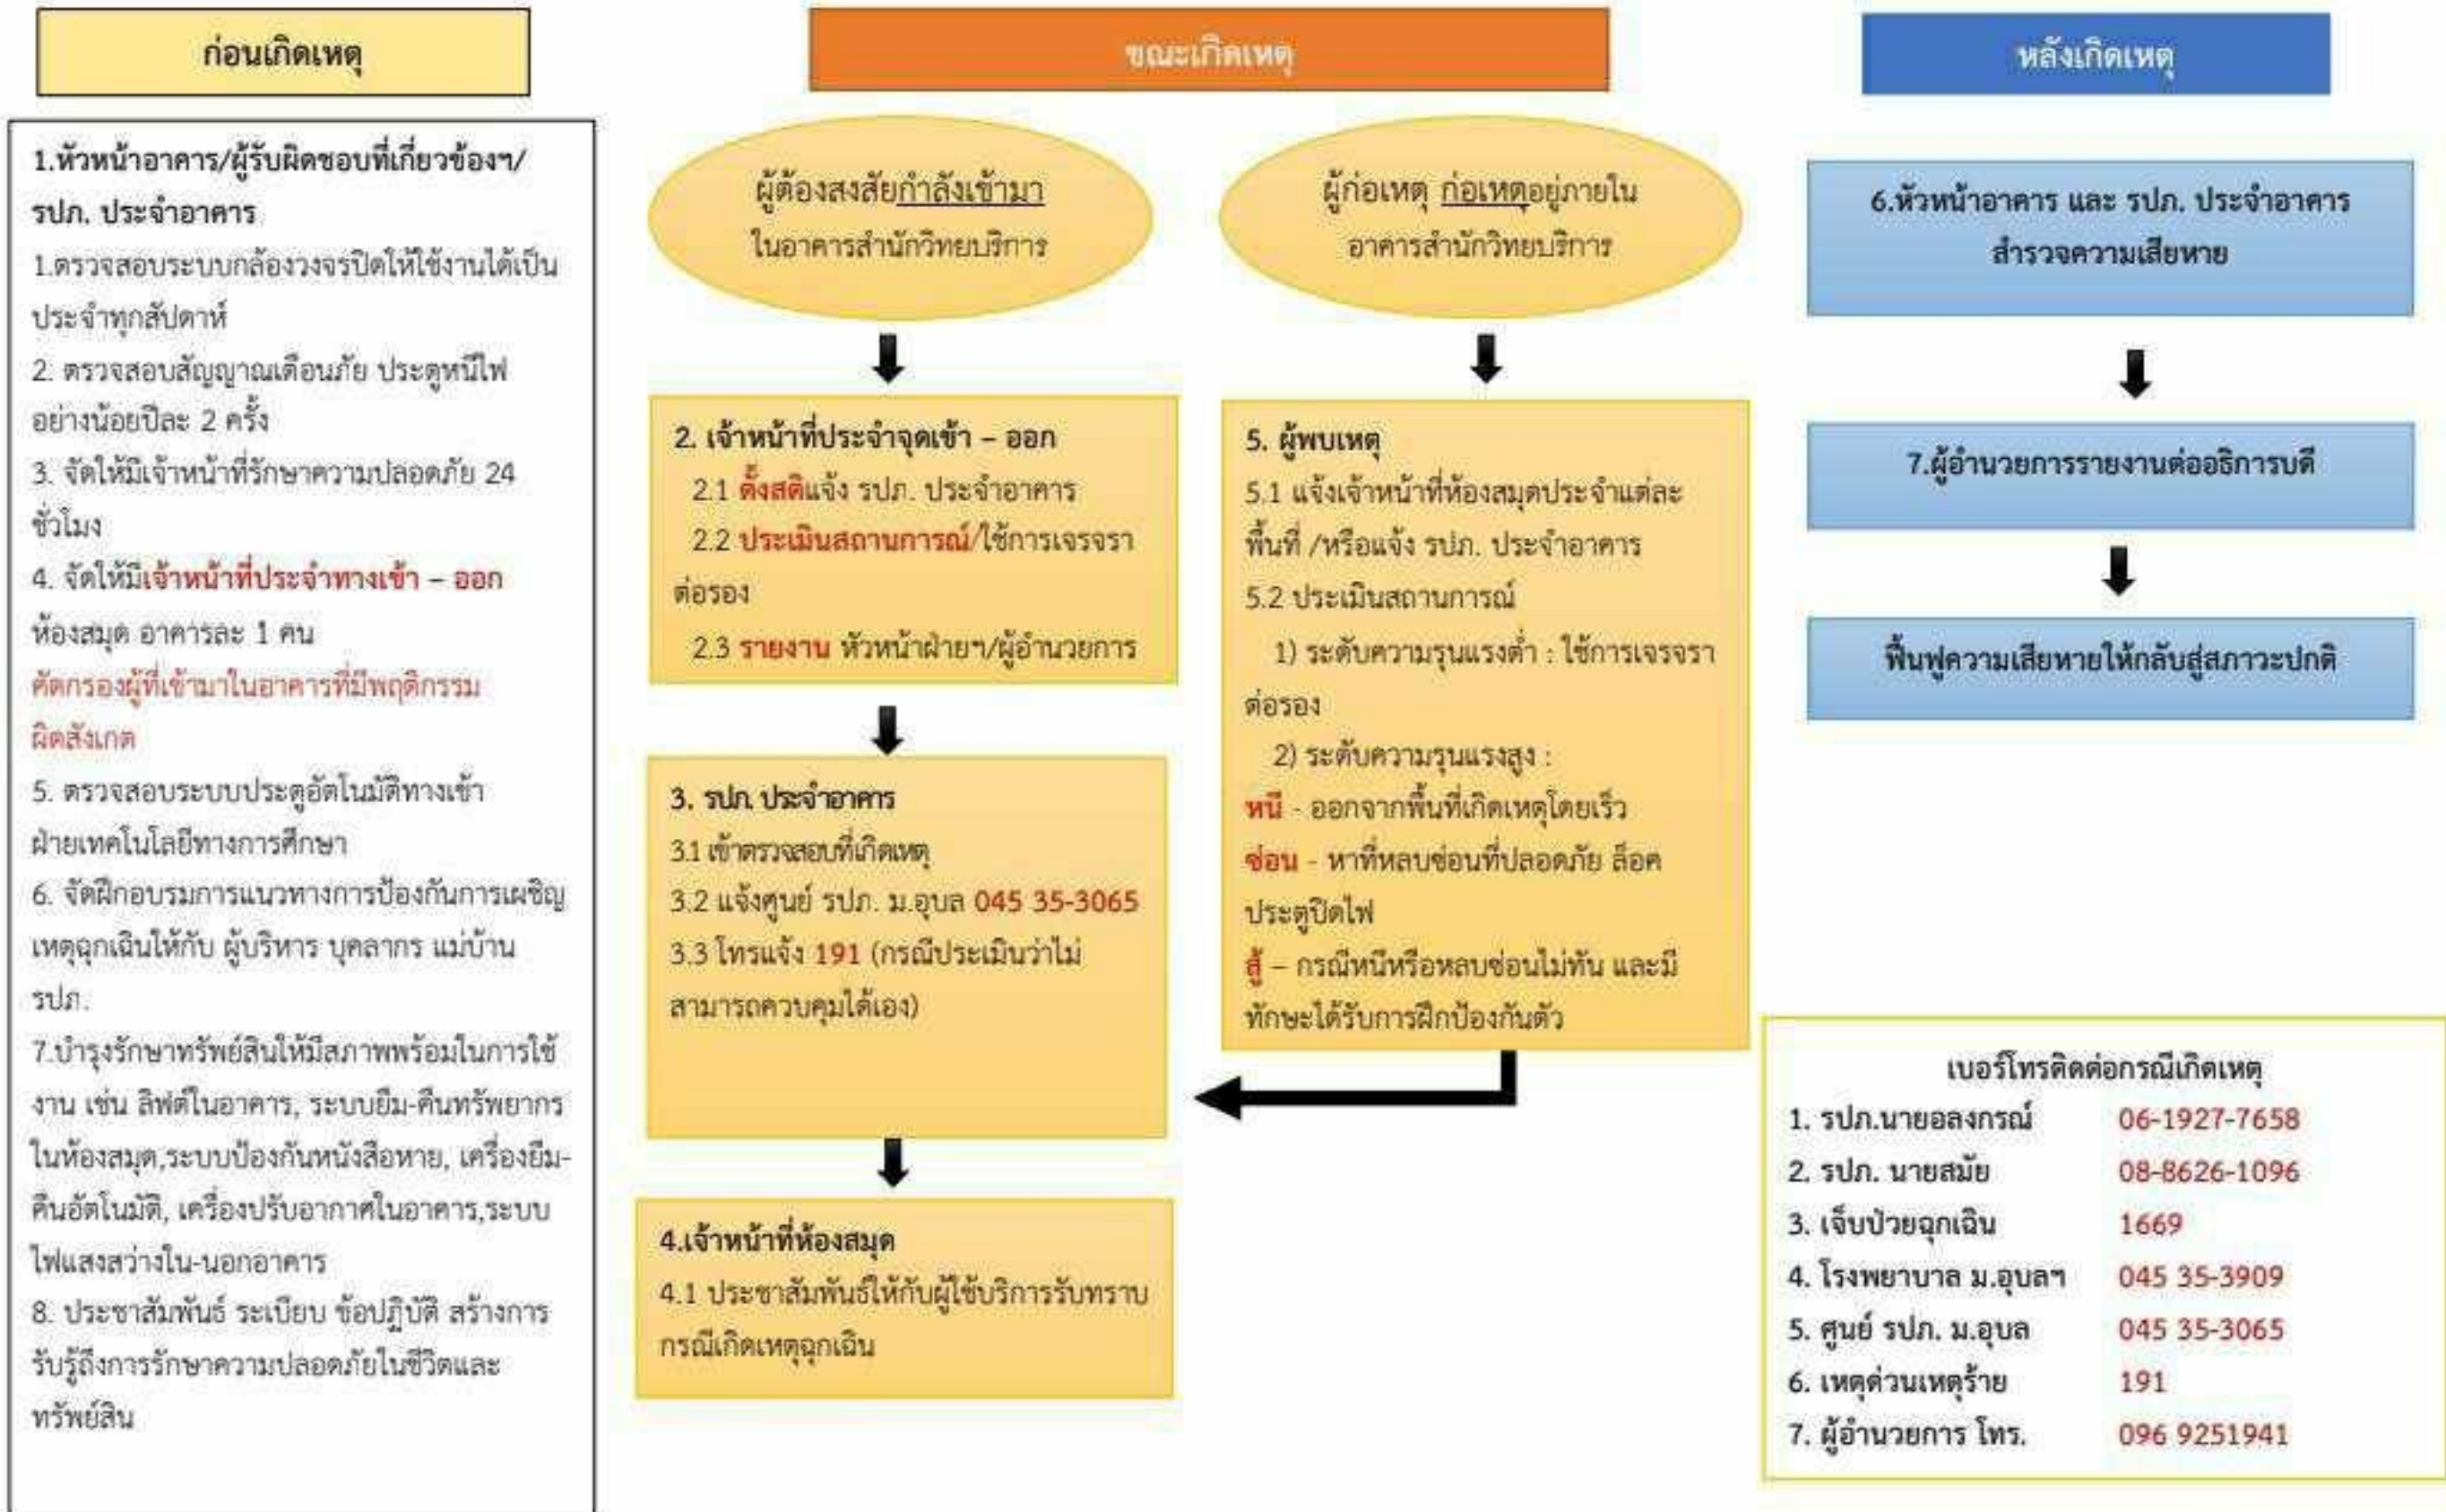 ก่อนเกิดเหตุ
1.หัวหน้าอาคาร/ผู้รับผิดชอบที่เกี่ยวข้องฯ/
รปภ. ประจำอาคาร
1.ตรวจสอบระบบกล้องวงจรปิดให้ใช้งานได้เป็น
ประจำทุกสัปดาห์
2. ตรวจสอบสัญญาณเตือนภัย ประตูหนีไฟ
อย่างน้อยปีละ 2 ครั้ง
3. จัดให้มีเจ้าหน้าที่รักษาความปลอดภัย 24
ชั่วโมง
4. จัดให้มีเจ้าหน้าที่ประจำทางเข้า – ออก
ห้องสมุด อาคารละ 1 คน
คัดกรองผู้ที่เข้ามาในอาคารที่มีพฤติกรรม
ผิดสังเกต
5. ตรวจสอบระบบประตูอัตโนมัติทางเข้า
ฝ่ายเทคโนโลยีทางการศึกษา
6. จัดฝึกอบรมการแนวทางการป้องกันการเผชิญ
เหตุฉุกเฉินให้กับ ผู้บริหาร บุคลากร แม่บ้าน
รปภ.
7.บำรุงรักษาทรัพย์สินให้มีสภาพพร้อมในการใช้
งาน เช่น ลิฟต์ในอาคาร, ระบบยืม-คืนทรัพยากร
ในห้องสมุด,ระบบป้องกันหนังสือหาย, เครื่องยืม-
คืนอัตโนมัติ, เครื่องปรับอากาศในอาคาร,ระบบ
ไฟแสงสว่างใน-นอกอาคาร
8. ประชาสัมพันธ์ ระเบียบ ข้อปฏิบัติ สร้างการ
รับรู้ถึงการรักษาความปลอดภัยในชีวิตและ
ทรัพย์สิน
ขณะเกิดเหตุ
ผู้ต้องสงสัยกำลังเข้ามา
ในอาคารสำนักวิทยบริการ
2. เจ้าหน้าที่ประจำจุดเข้า – ออก
2.1 ตั้งสติแจ้ง รปภ. ประจำอาคาร
2.2 ประเมินสถานการณ์/ใช้การเจรจรา
ต่อรอง
2.3 รายงาน หัวหน้าฝ่ายฯ/ผู้อำนวยการ
3. รปภ. ประจำอาคาร
3.1 เข้าตรวจสอบที่เกิดเหตุ
3.2 แจ้งศูนย์ รปภ. ม.อุบล 045 35-3065
3.3 โทรแจ้ง 191 (กรณีประเมินว่าไม่
สามารถควบคุมได้เอง)
4.เจ้าหน้าที่ห้องสมุด
4.1 ประชาสัมพันธ์ให้กับผู้ใช้บริการรับทราบ
กรณีเกิดเหตุฉุกเฉิน
ผู้ก่อเหตุ ก่อเหตุอยู่ภายใน
อาคารสำนักวิทยบริการ
5. ผู้พบเหตุ
5.1 แจ้งเจ้าหน้าที่ห้องสมุดประจำแต่ละ
พื้นที่ /หรือแจ้ง รปภ. ประจำอาคาร
5.2 ประเมินสถานการณ์
1) ระดับความรุนแรงต่ำ : ใช้การเจรจรา
ต่อรอง
2) ระดับความรุนแรงสูง :
หนี - ออกจากพื้นที่เกิดเหตุโดยเร็ว
ซ่อน - หาที่หลบซ่อนที่ปลอดภัย ล็อค
ประตูปิดไฟ
สู้ – กรณีหนีหรือหลบซ่อนไม่ทัน และมี
ทักษะได้รับการฝึกป้องกันตัว
หลังเกิดเหตุ
6.หัวหน้าอาคาร และ รปภ. ประจำอาคาร
สำรวจความเสียหาย
7.ผู้อำนวยการรายงานต่ออธิการบดี
ฟื้นฟูความเสียหายให้กลับสู่สภาวะปกติ
เบอร์โทรติดต่อกรณีเกิดเหตุ
1. รปภ.นายอลงกรณ์ 06-1927-7658
2. รปภ. นายสมัย 08-8626-1096
3. เจ็บป่วยฉุกเฉิน 1669
4. โรงพยาบาล ม.อุบลฯ 045 35-3909
5. ศูนย์ รปภ. ม.อุบล 045 35-3065
6. เหตุด่วนเหตุร้าย 191
7. ผู้อำนวยการ โทร. 096 9251941